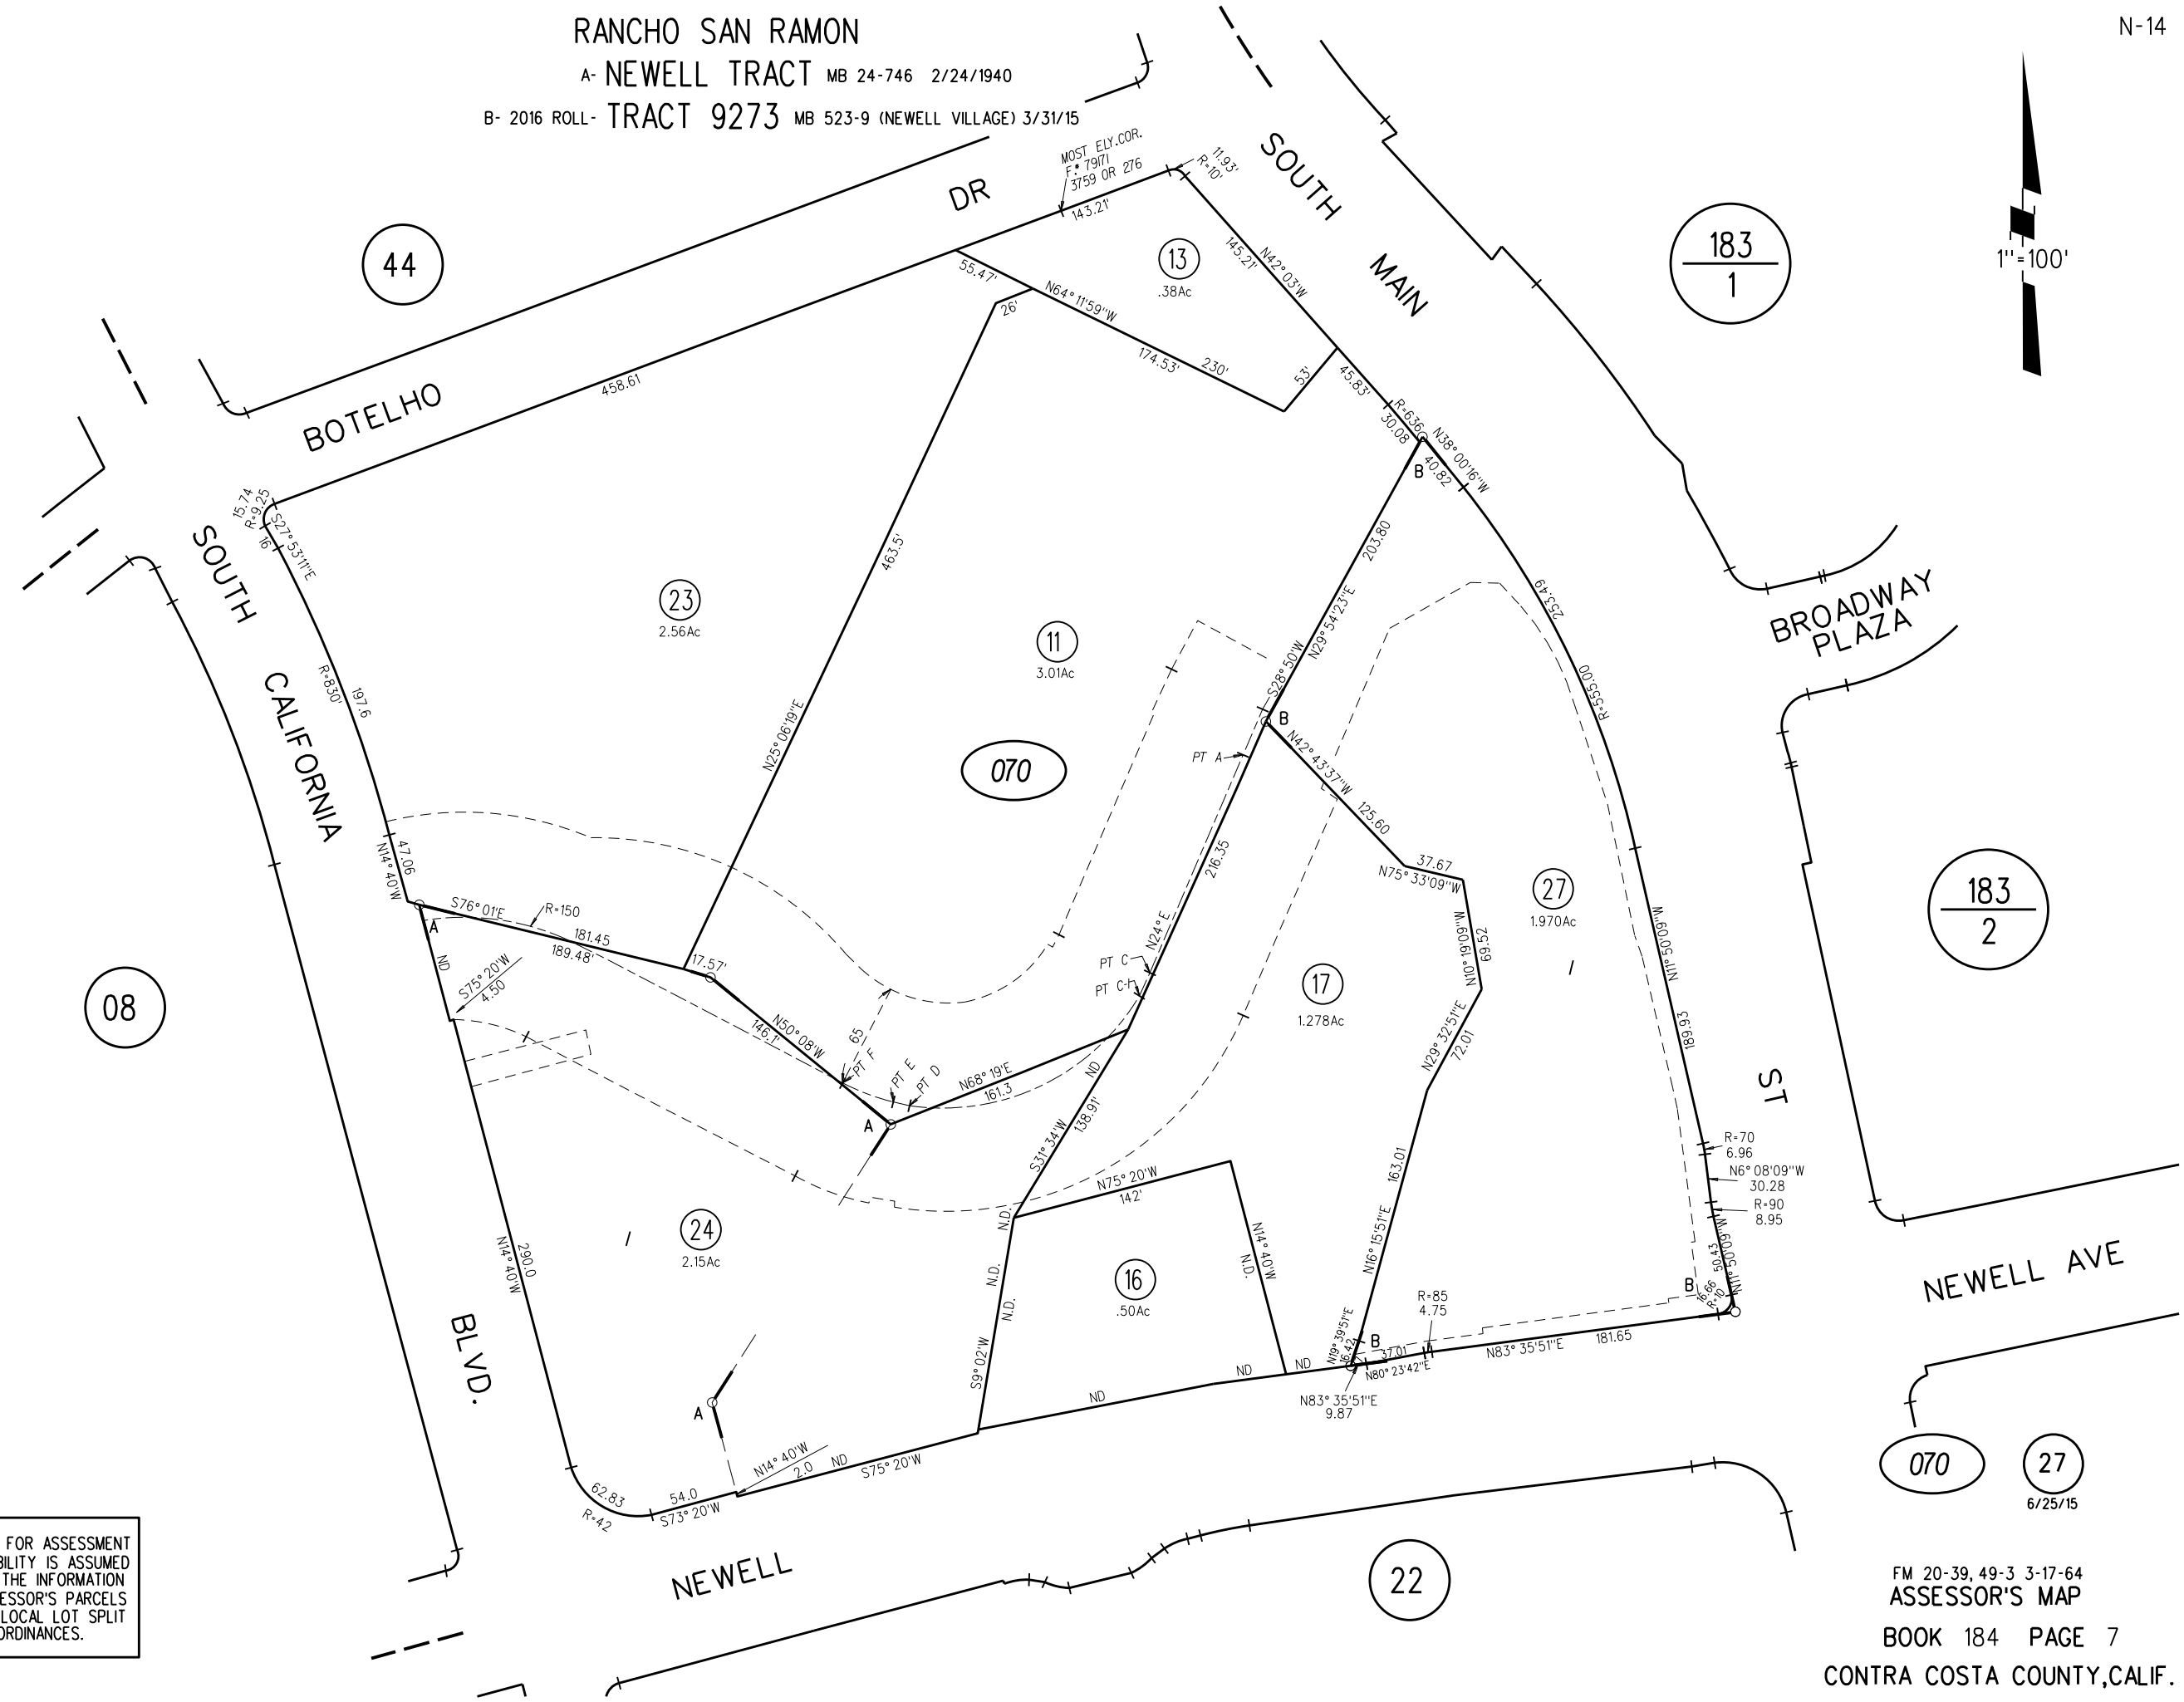 N-14
RANCHO SAN RAMON
A- NEWELL TRACT MB 24-746 2/24/1940
B- 2016 ROLL- TRACT 9273 MB 523-9 (NEWELL VILLAGE) 3/31/15
MOST ELY.COR.
F.# 79171
3759 OR 276
143.21'
11.93'
R=10'
SOUTH
MAIN
ST
DR
BOTELHO
44
183
1
1"=100'
13
.38Ac
145.21'
N42°03'W
55.47'
26'
N64°11'59"W
174.53'
230'
53'
45.83'
R=636
30.08
N38°00'16"W
40.82
B
458.61
15.74
R=9.25
S27°53'11"E
16
SOUTH
CALIFORNIA
BLVD.
R=830'
197.6
23
2.56Ac
463.5'
N25°06'19"E
11
3.01Ac
070
203.80
N29°54'23"E
S28°50'W
B
253.49
R=555.00
BROADWAY
PLAZA
PT A
N42°43'37"W
125.60
216.35
N24°E
37.67
N75°33'09"W
27
1.970Ac
69.52
N10°19'09"W
N11°50'09"W
189.93
183
2
47.06
N14°40'W
S76°01'E
R=150
A
181.45
189.48'
17.57'
ND
S75°20'W
4.50
08
PT C
PT C-1
17
1.278Ac
N29°32'51"E
72.01
N50°08'W
146.1'
65
PT F
PT E
PT D
A
N68°19'E
161.3
ND
S31°34'W
138.91'
163.01
N16°15'51"E
R=70
6.96
N6°08'09"W
30.28
R=90
8.95
N11°50'09"W
50.43
16.66
R=10
B
N75°20'W
142'
N.D.
N14°40'W
N.D.
24
2.15Ac
290.0
N14°40'W
16
.50Ac
N.D.
N.D.
S9°02'W
R=85
4.75
N19°39'51"E
16.42
B
37.01
N80°23'42"E
N83°35'51"E
181.65
N83°35'51"E
9.87
ND
ND
ND
NEWELL AVE
A
N14°40'W
2.0
ND
S75°20'W
62.83
R=42
54.0
S73°20'W
NEWELL
22
070
27
6/25/15
FOR ASSESSMENT
BILITY IS ASSUMED
THE INFORMATION
ESSOR'S PARCELS
LOCAL LOT SPLIT
ORDINANCES.
FM 20-39, 49-3 3-17-64
ASSESSOR'S MAP
BOOK 184 PAGE 7
CONTRA COSTA COUNTY,CALIF.